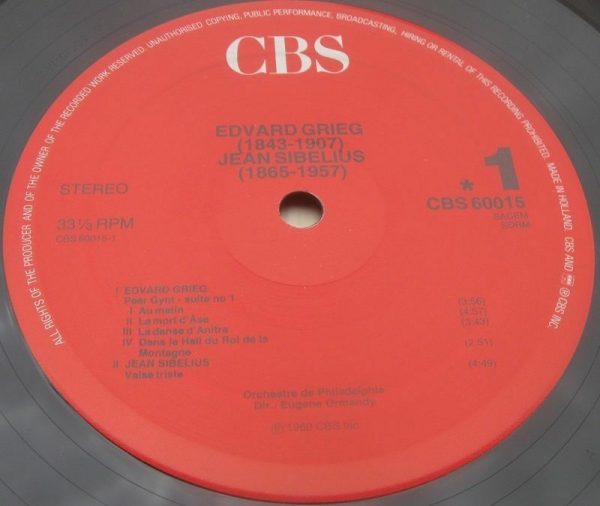 ALL RIGHTS OF THE PRODUCER AND OF THE OWNER OF THE RECORDED WORK RESERVED. UNAUTHORISED COPYING, PUBLIC PERFORMANCE, BROADCASTING, HIRING OR RENTAL OF THIS RECORDING PROHIBITED. MADE IN HOLLAND. CBS AND ℗ CBS INC.
CBS
EDVARD GRIEG
(1843-1907)
JEAN SIBELIUS
(1865-1957)
STEREO
33 ⅓ RPM
CBS 60015-1
* 1
CBS 60015
SACEM
SDRM
I EDVARD GRIEG
Peer Gynt - suite no 1 (3:56)
I Au matin (4:57)
II La mort d'Ase (3:43)
III La danse d'Anitra
IV Dans le Hall du Roi de la (2:51)
Montagne
II JEAN SIBELIUS (4:49)
Valse triste
Orchestre de Philadelphie
Dir.: Eugene Ormandy
℗ 1960 CBS Inc.